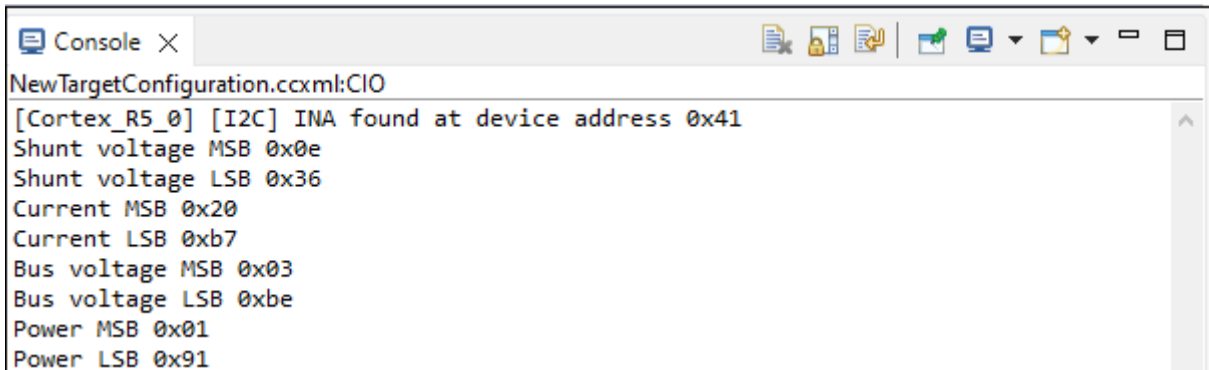 Console
NewTargetConfiguration.ccxml:CIO
[Cortex_R5_0] [I2C] INA found at device address 0x41
Shunt voltage MSB 0x0e
Shunt voltage LSB 0x36
Current MSB 0x20
Current LSB 0xb7
Bus voltage MSB 0x03
Bus voltage LSB 0xbe
Power MSB 0x01
Power LSB 0x91